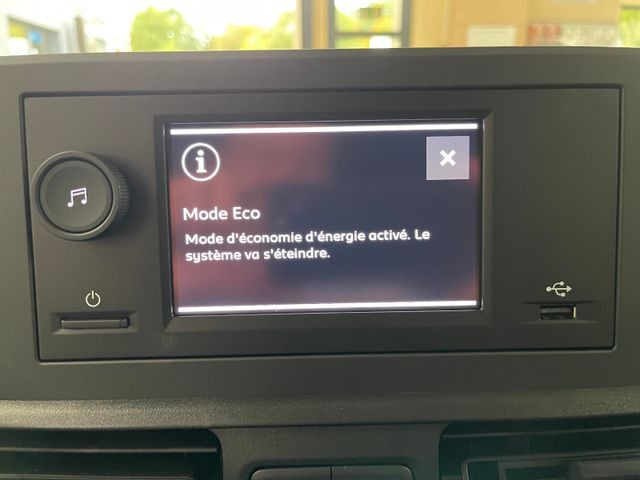 Mode Eco
Mode d'économie d'énergie activé. Le
système va s'éteindre.